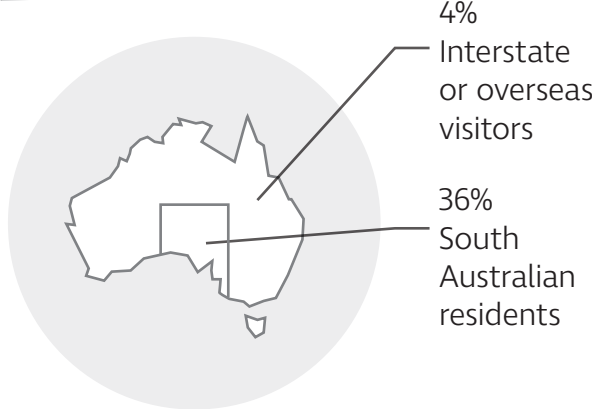 4%
Interstate
or overseas
visitors
36%
South
Australian
residents